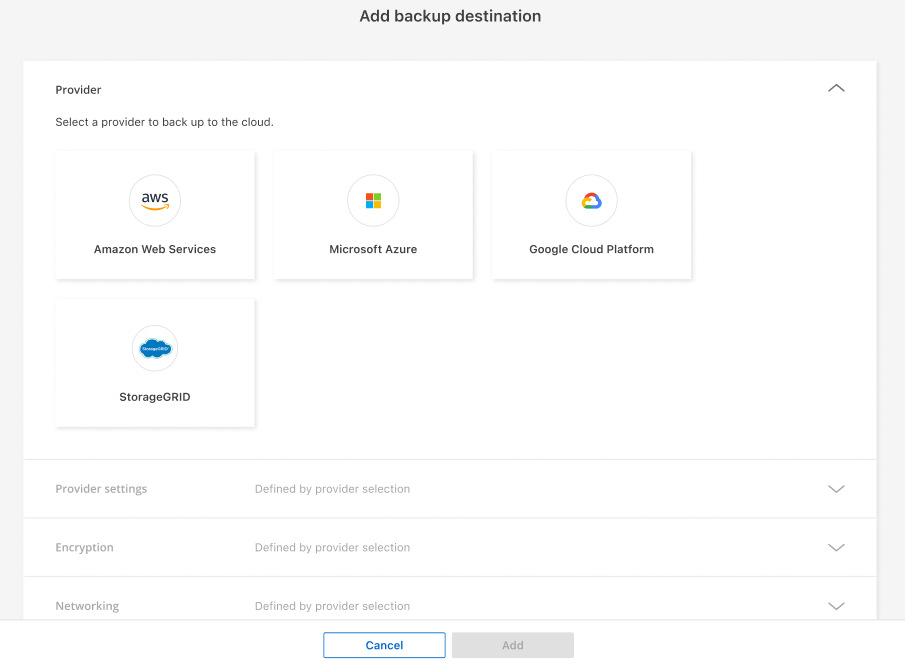 Add backup destination
Provider
Select a provider to back up to the cloud.
aws
Amazon Web Services
Microsoft Azure
Google Cloud Platform
StorageGRID
StorageGRID
Provider settings
Defined by provider selection
Encryption
Defined by provider selection
Networking
Defined by provider selection
Cancel
Add